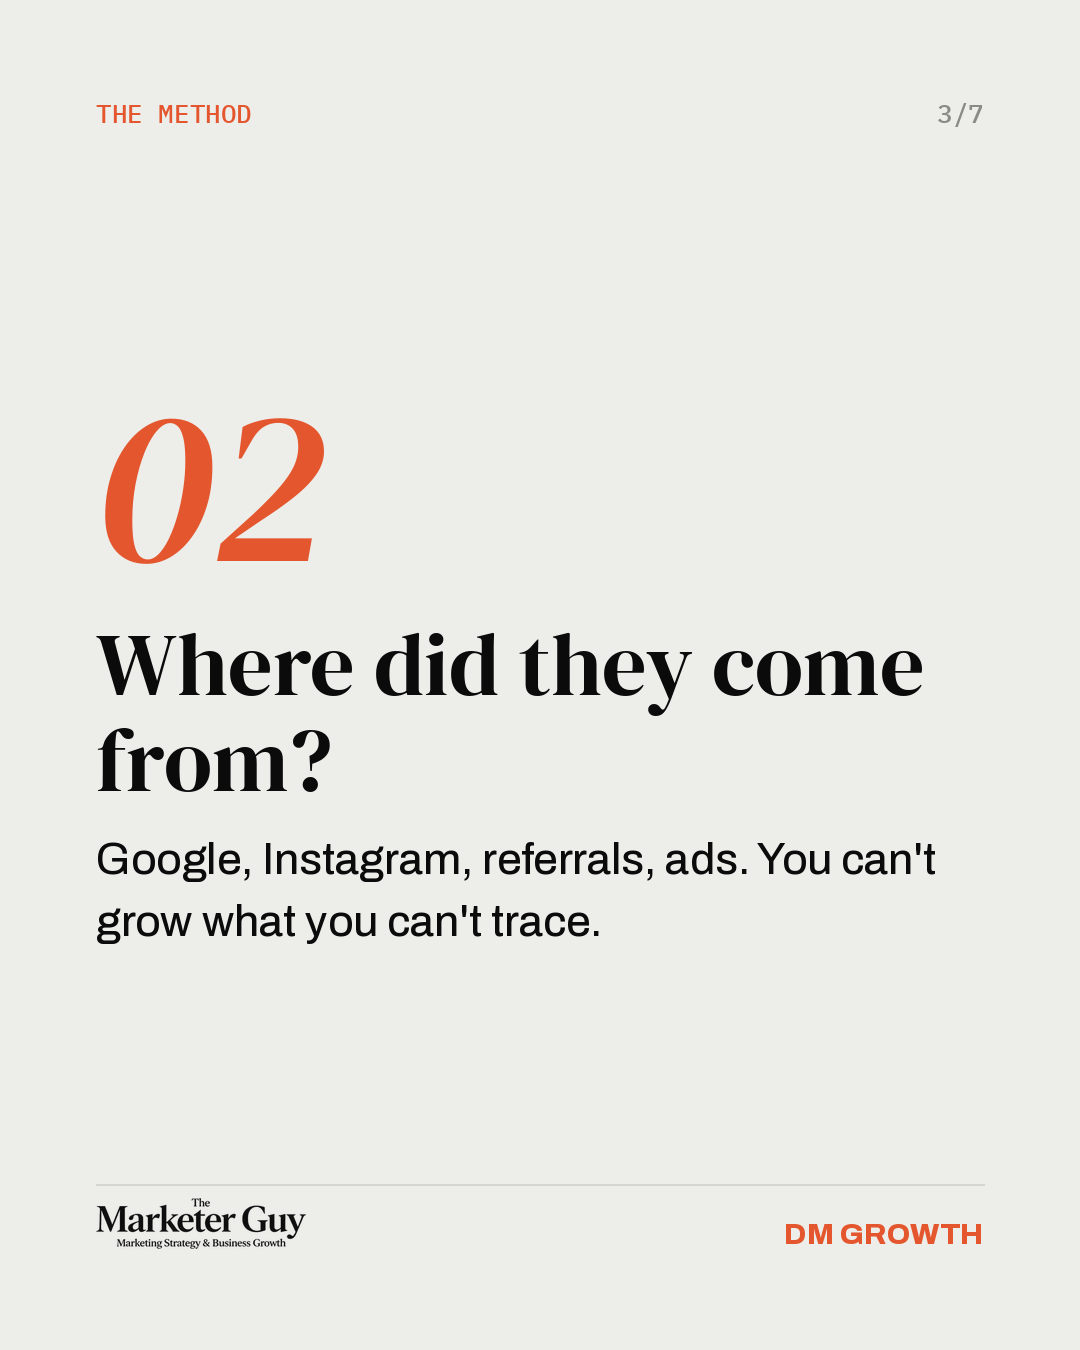 THE METHOD
3/7
02
Where did they come
from?
Google, Instagram, referrals, ads. You can't
grow what you can't trace.
The
Marketer Guy
Marketing Strategy & Business Growth
DM GROWTH